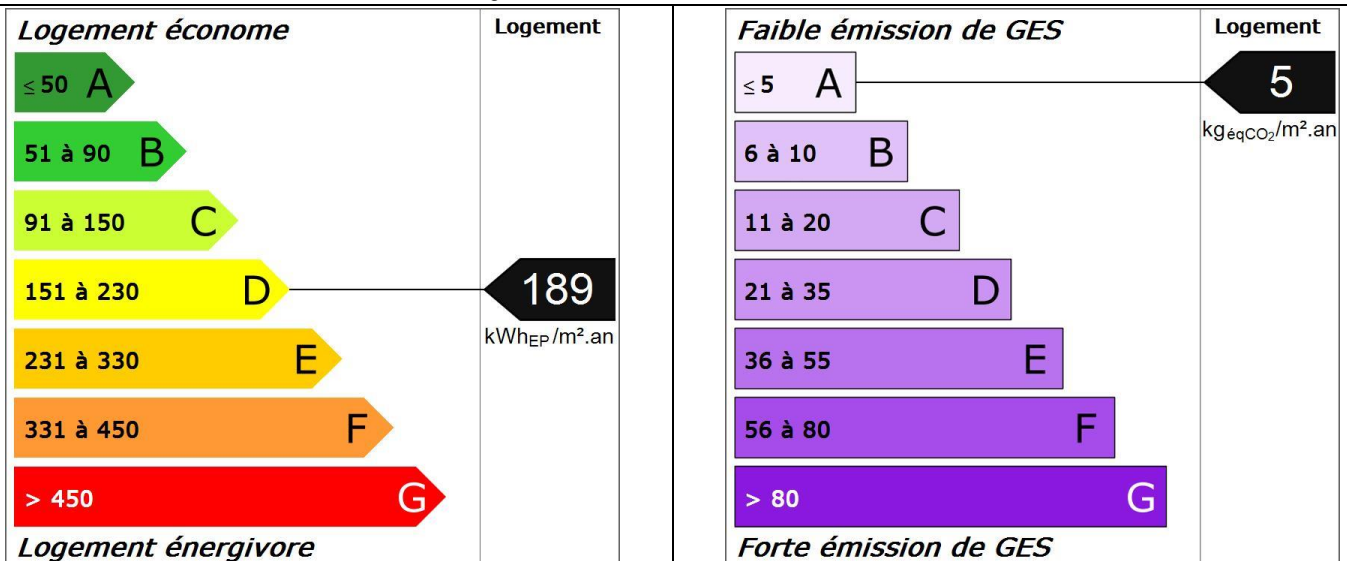 Logement économe
Logement
≤ 50 A
51 à 90 B
91 à 150 C
151 à 230 D
189
kWhEP/m².an
231 à 330 E
331 à 450 F
> 450 G
Logement énergivore
Faible émission de GES
Logement
≤ 5 A
5
kgéqCO₂/m².an
6 à 10 B
11 à 20 C
21 à 35 D
36 à 55 E
56 à 80 F
> 80 G
Forte émission de GES